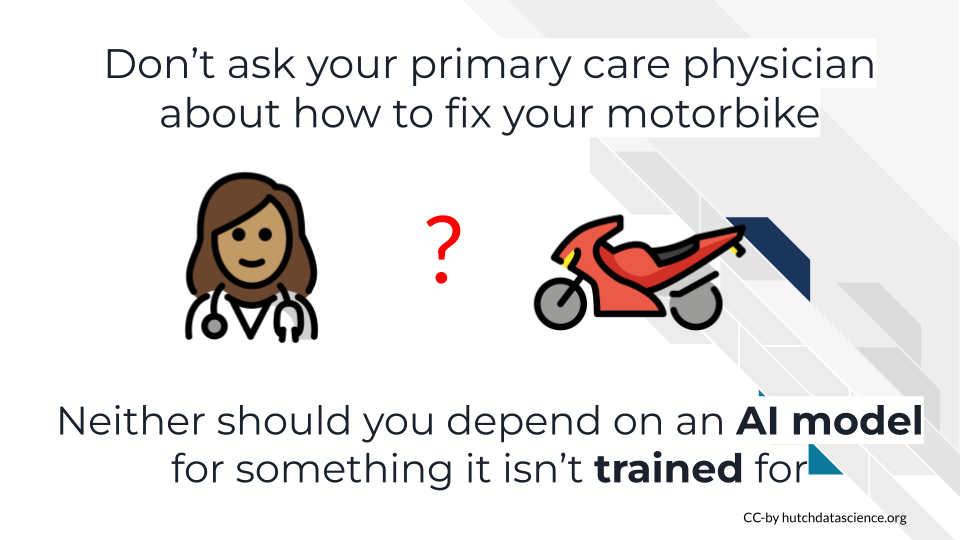 Don’t ask your primary care physician
about how to fix your motorbike
?
Neither should you depend on an AI model
for something it isn’t trained for
CC-by hutchdatascience.org